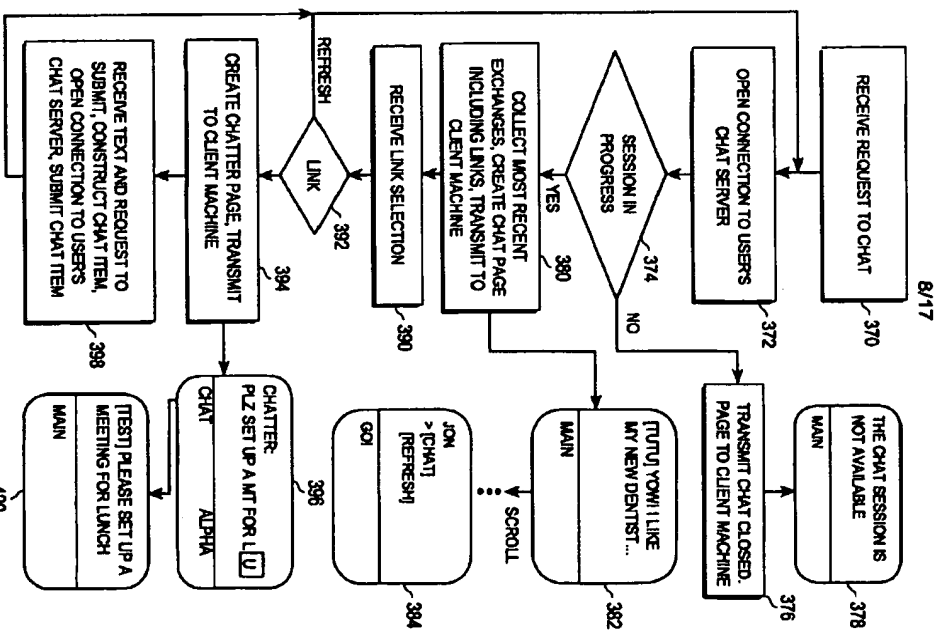 8/17
RECEIVE REQUEST TO CHAT
370
OPEN CONNECTION TO USER'S
CHAT SERVER
372
SESSION IN
PROGRESS
374
NO
YES
TRANSMIT CHAT CLOSED.
PAGE TO CLIENT MACHINE
376
THE CHAT SESSION IS
NOT AVAILABLE
MAIN
378
COLLECT MOST RECENT
EXCHANGES, CREATE CHAT PAGE
INCLUDING LINKS, TRANSMIT TO
CLIENT MACHINE
380
[TUTU] YOW! I LIKE
MY NEW DENTIST...
MAIN
382
SCROLL
JON
> [CHAT]
[REFRESH]
GO!
384
RECEIVE LINK SELECTION
390
LINK
392
REFRESH
CREATE CHATTER PAGE, TRANSMIT
TO CLIENT MACHINE
394
CHATTER:
PLZ SET UP A MT FOR L U
CHAT ALPHA
396
RECEIVE TEXT AND REQUEST TO
SUBMIT, CONSTRUCT CHAT ITEM,
OPEN CONNECTION TO USER'S
CHAT SERVER, SUBMIT CHAT ITEM
398
[TEST] PLEASE SET UP A
MEETING FOR LUNCH
MAIN